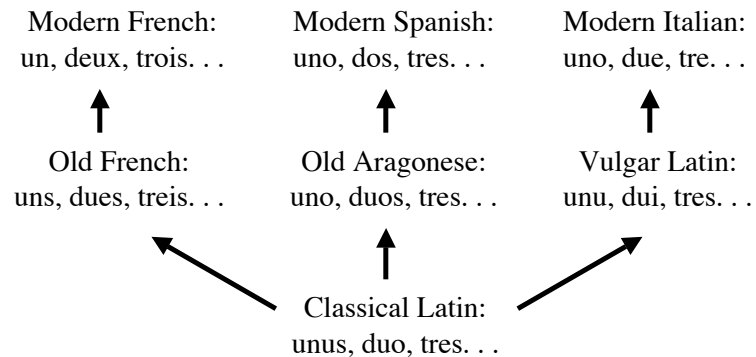 Modern French:
un, deux, trois. . .
Modern Spanish:
uno, dos, tres. . .
Modern Italian:
uno, due, tre. . .
Old French:
uns, dues, treis. . .
Old Aragonese:
uno, duos, tres. . .
Vulgar Latin:
unu, dui, tres. . .
Classical Latin:
unus, duo, tres. . .